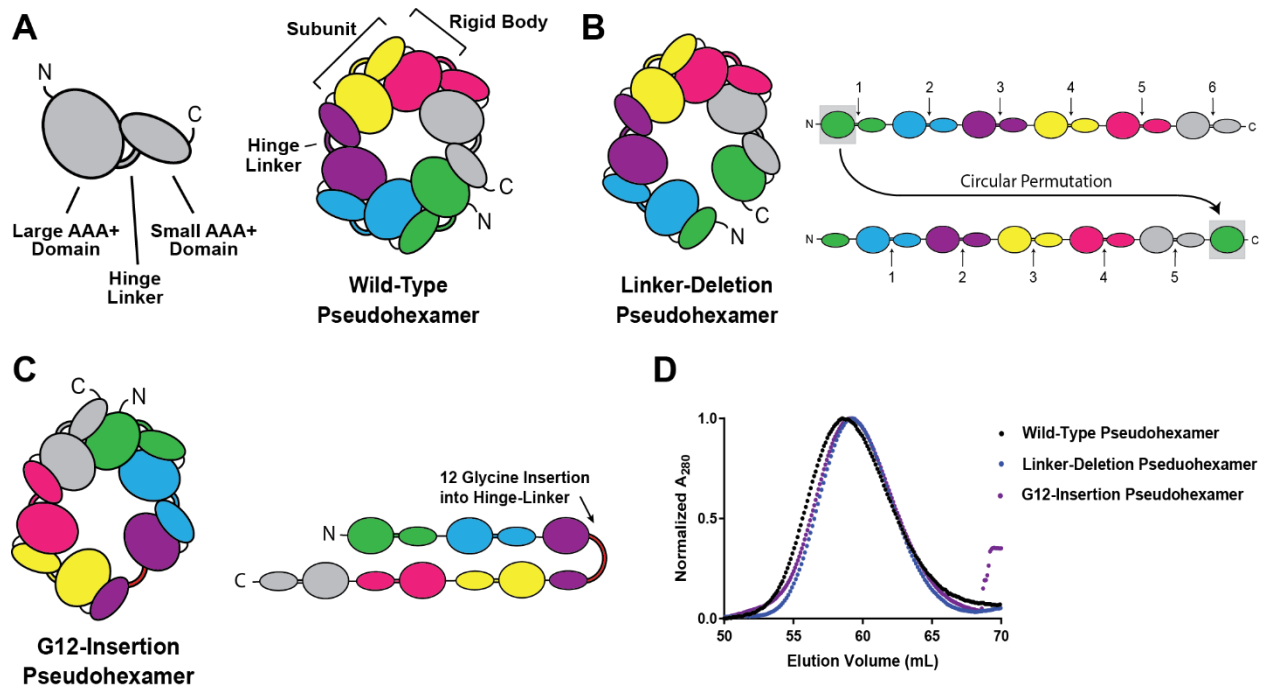 A
N
C
Large AAA+
Domain
Hinge
Linker
Small AAA+
Domain
Subunit
Rigid Body
Hinge
Linker
C
N
Wild-Type
Pseudohexamer
B
C
N
Linker-Deletion
Pseudohexamer
1 2 3 4 5 6
N C
Circular Permutation
N C
1 2 3 4 5
C
C N
G12-Insertion
Pseudohexamer
12 Glycine Insertion
into Hinge-Linker
N
C
D
Normalized A280
1.0
0.5
0.0
50 55 60 65 70
Elution Volume (mL)
Wild-Type Pseudohexamer
Linker-Deletion Pseduohexamer
G12-Insertion Pseudohexamer